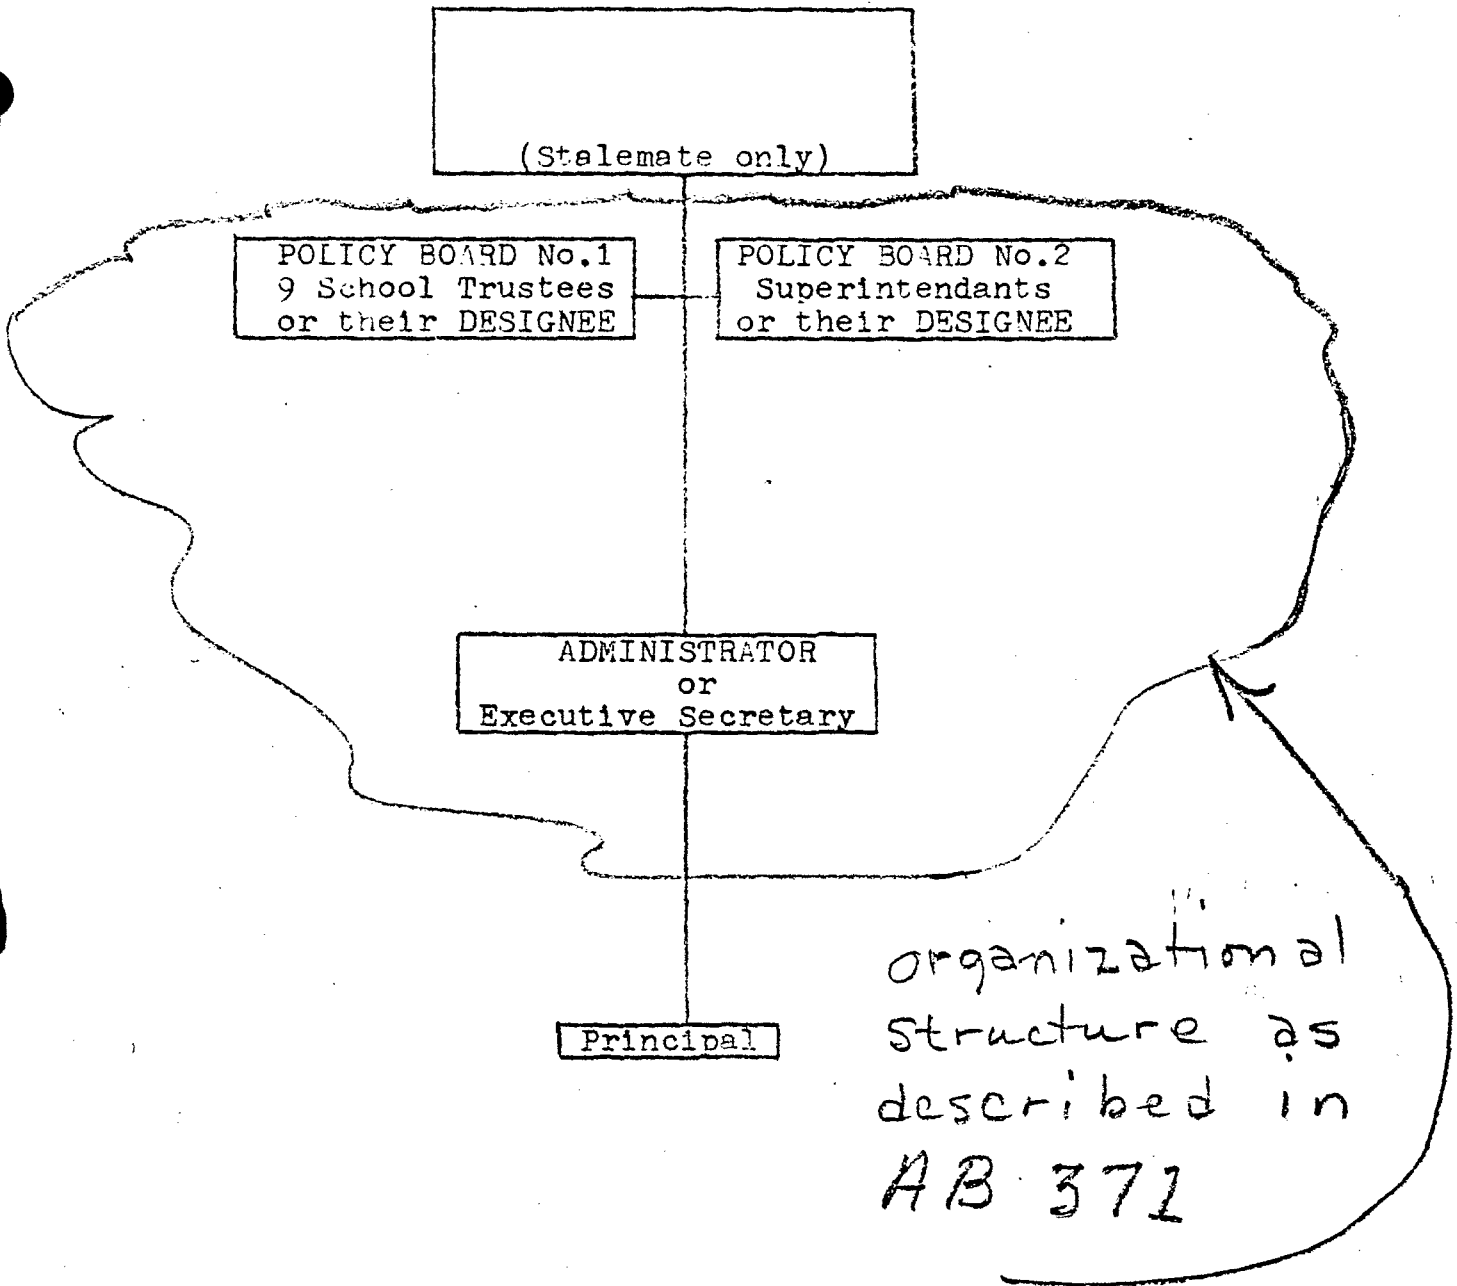 (Stalemate only)
POLICY BOARD No.1
9 School Trustees
or their DESIGNEE
POLICY BOARD No.2
Superintendants
or their DESIGNEE
ADMINISTRATOR
or
Executive Secretary
Principal
organizational
structure as
described in
AB 371